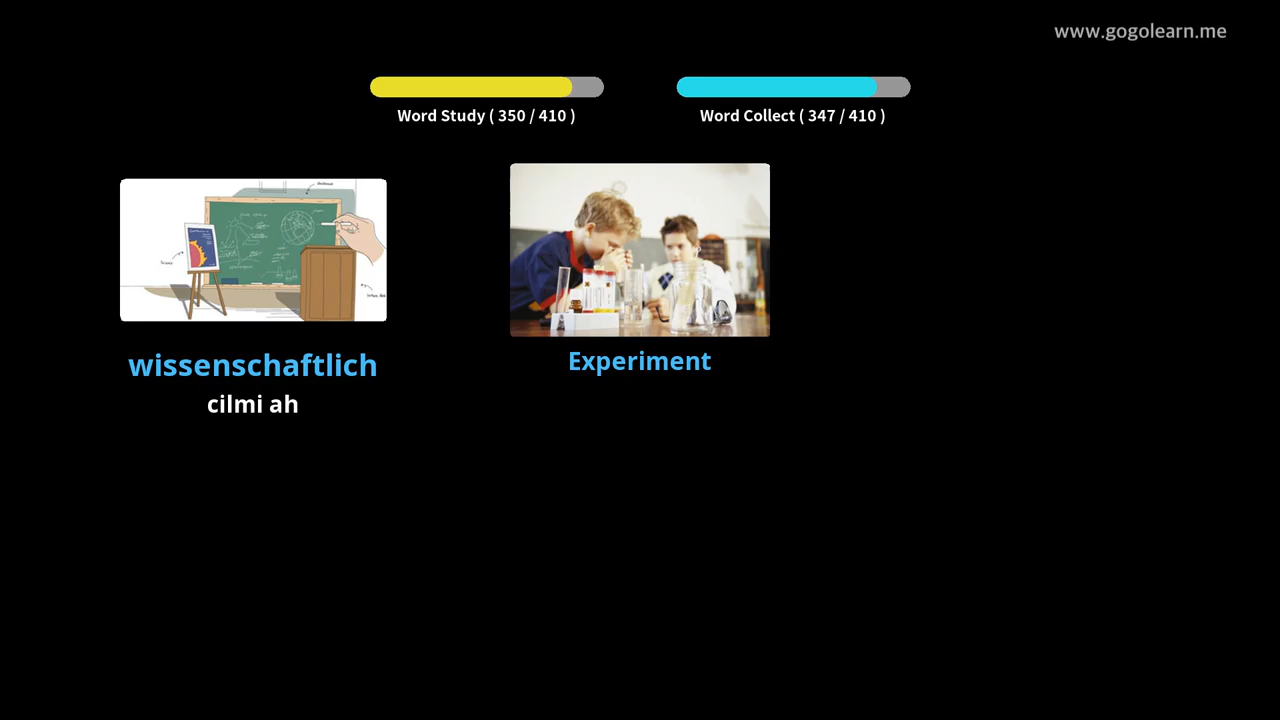 www.gogolearn.me
Word Study ( 350 / 410 )
Word Collect ( 347 / 410 )
wissenschaftlich
cilmi ah
Experiment